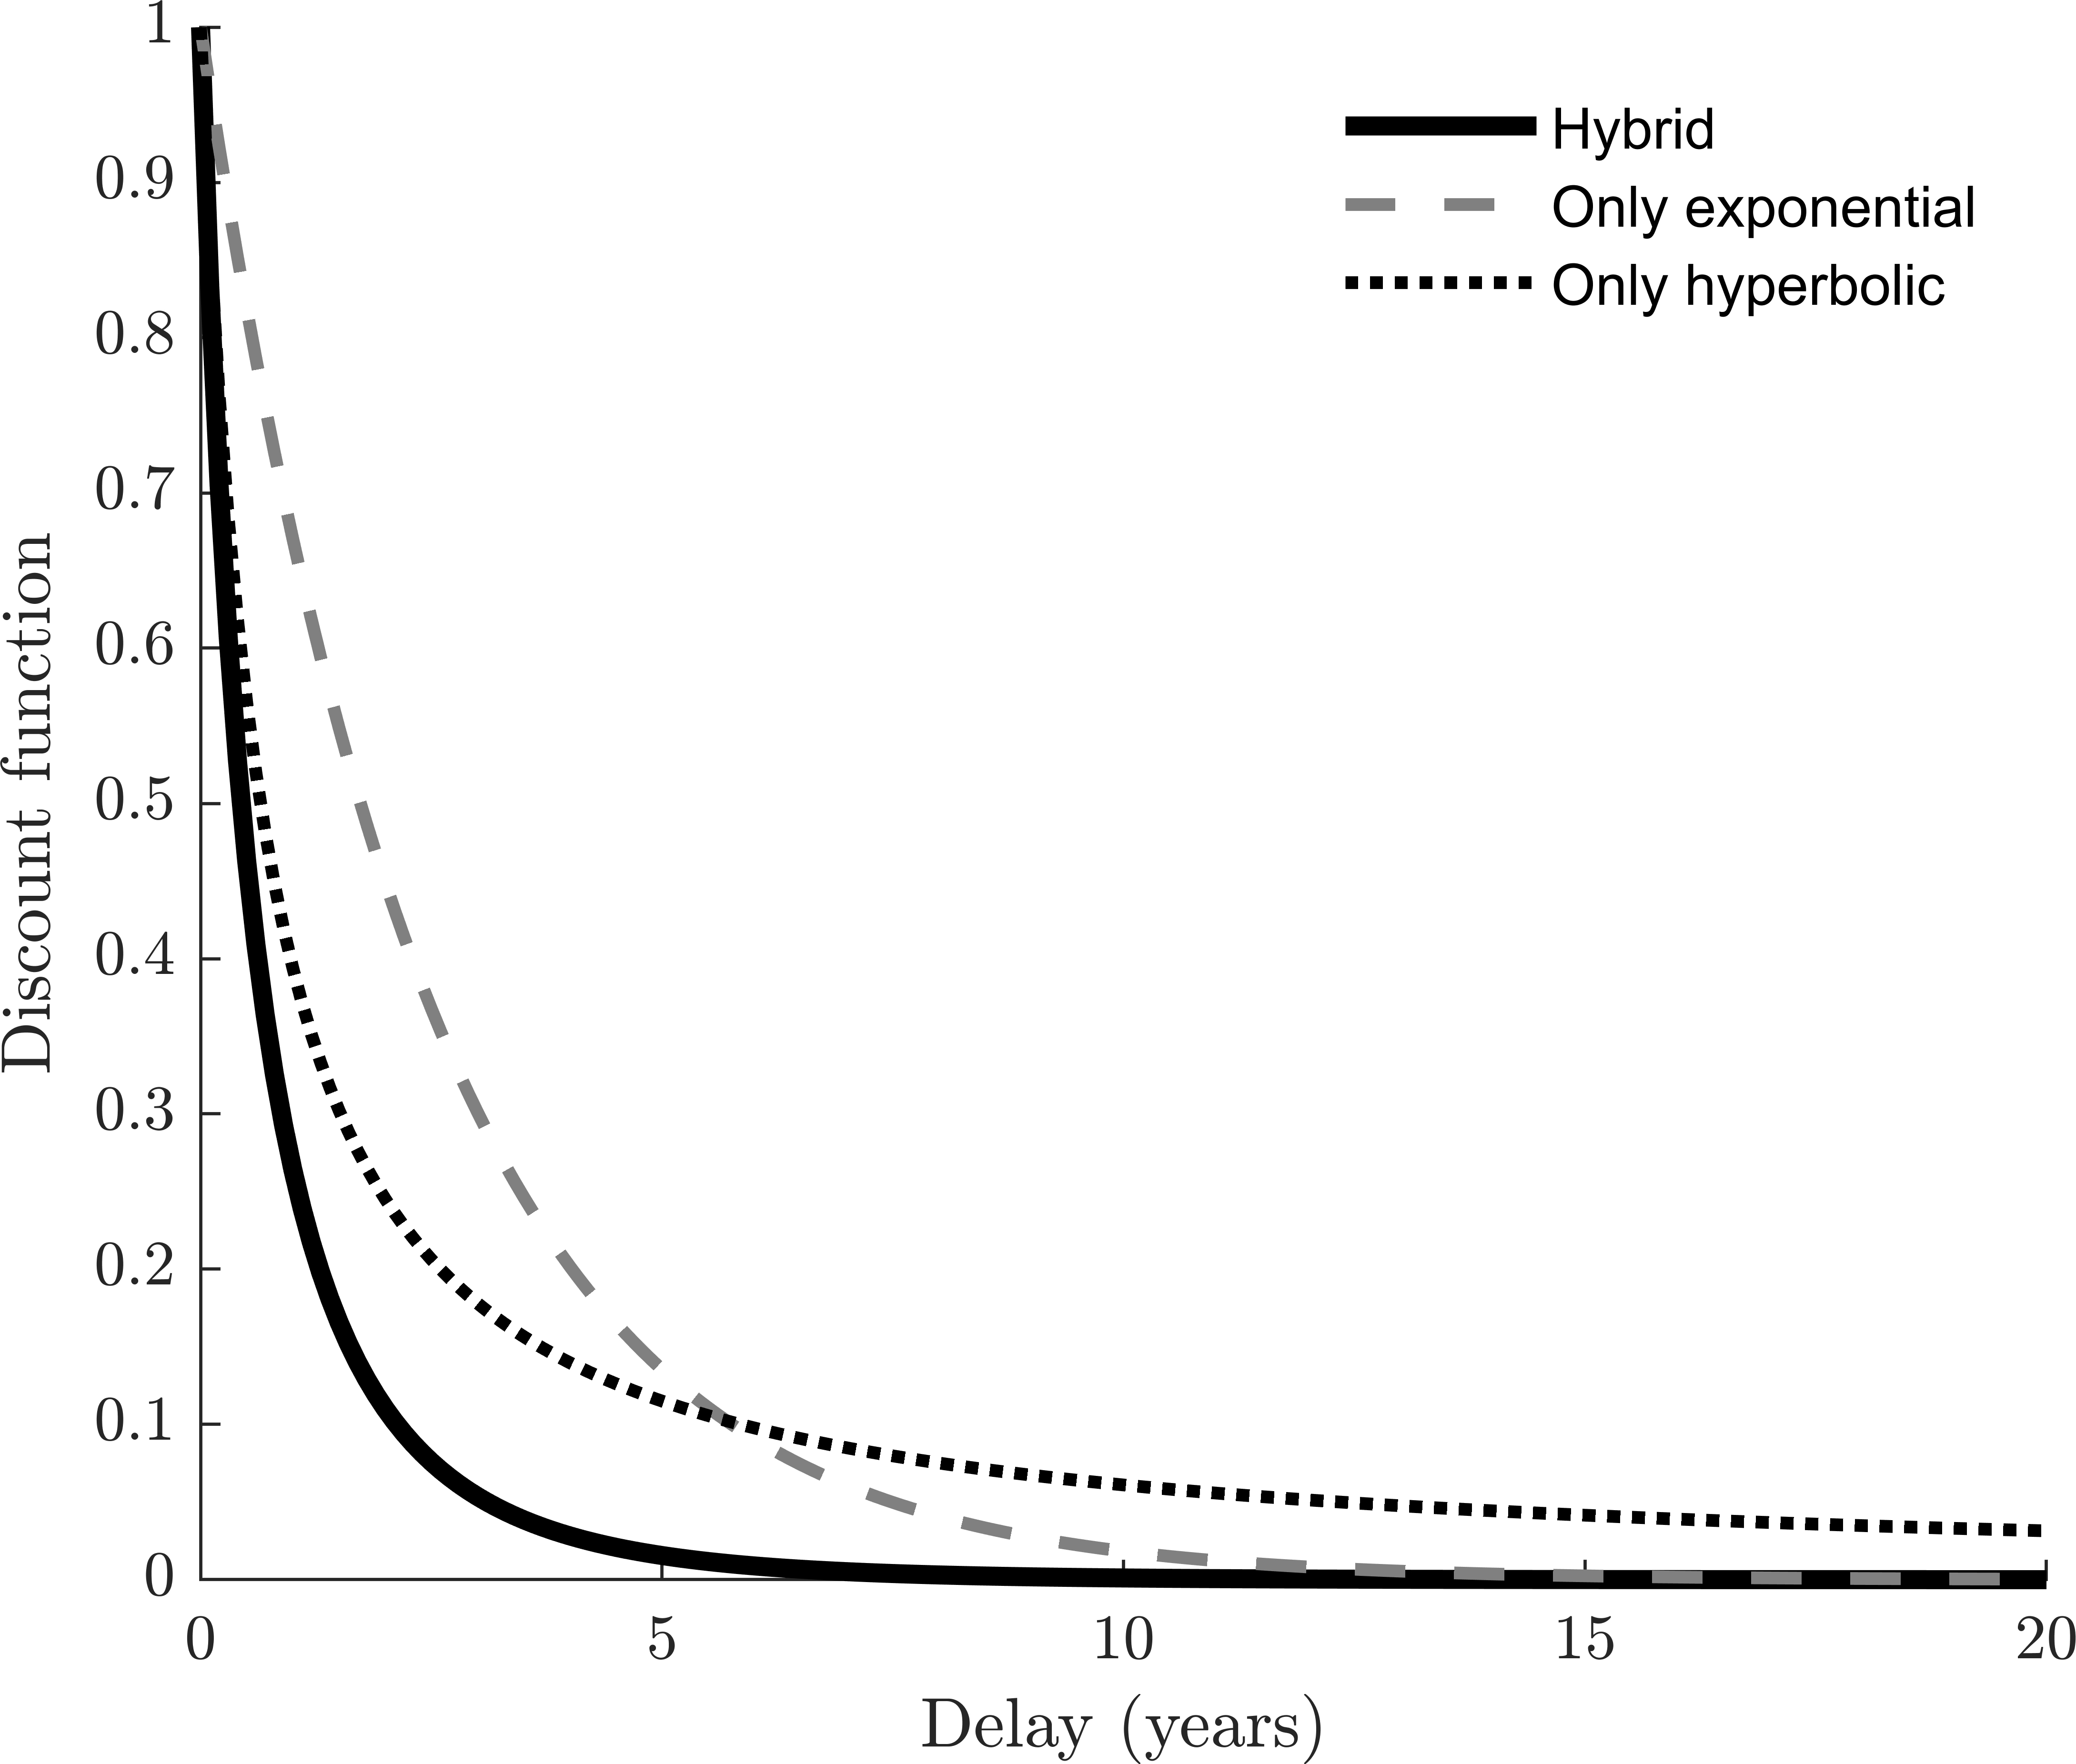 1
0.9
0.8
0.7
0.6
0.5
0.4
0.3
0.2
0.1
0
Discount function
Hybrid
Only exponential
Only hyperbolic
0 5 10 15 20
Delay (years)